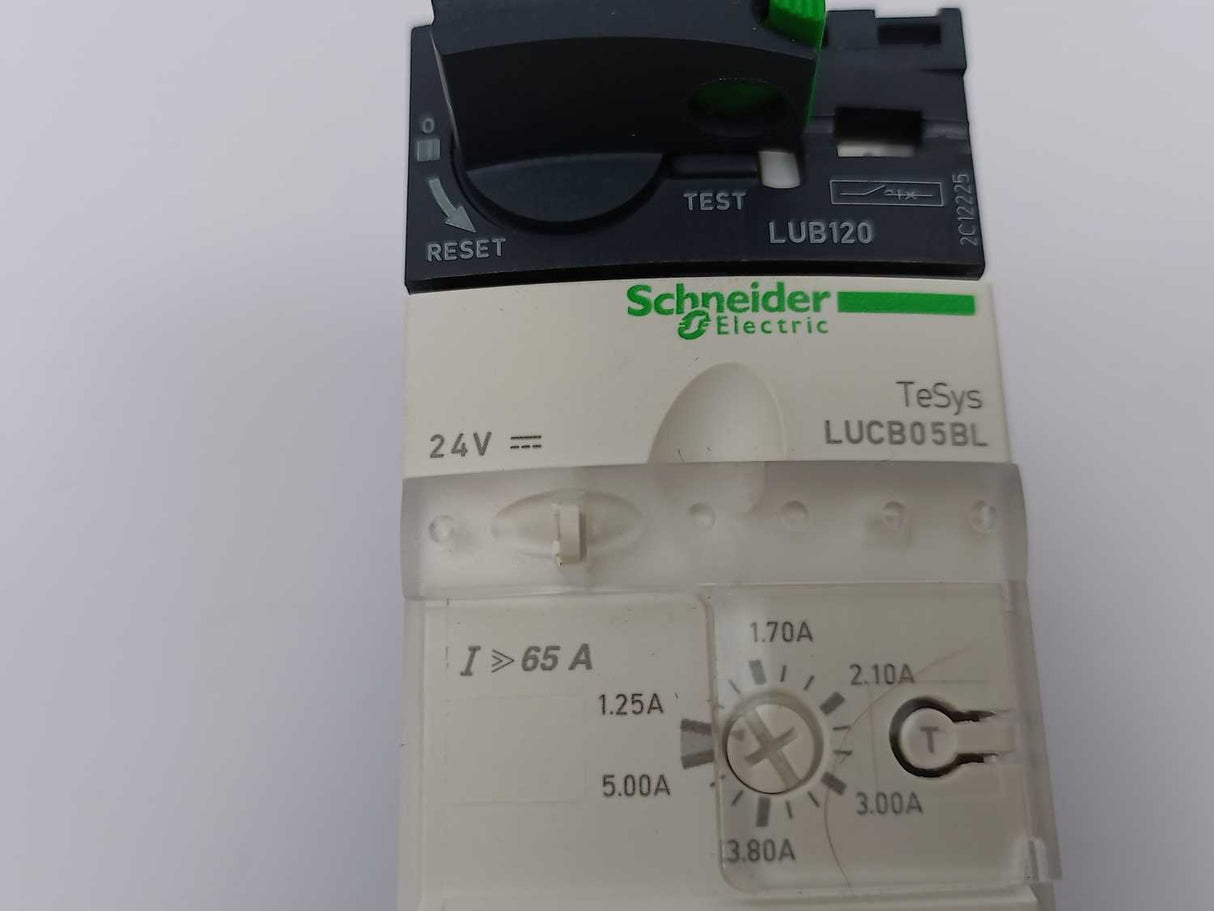 O
TEST
RESET
LUB120
2C12225
Schneider
Electric
TeSys
24V
LUCB05BL
I >> 65 A
1.70A
2.10A
1.25A
T
5.00A
3.00A
3.80A